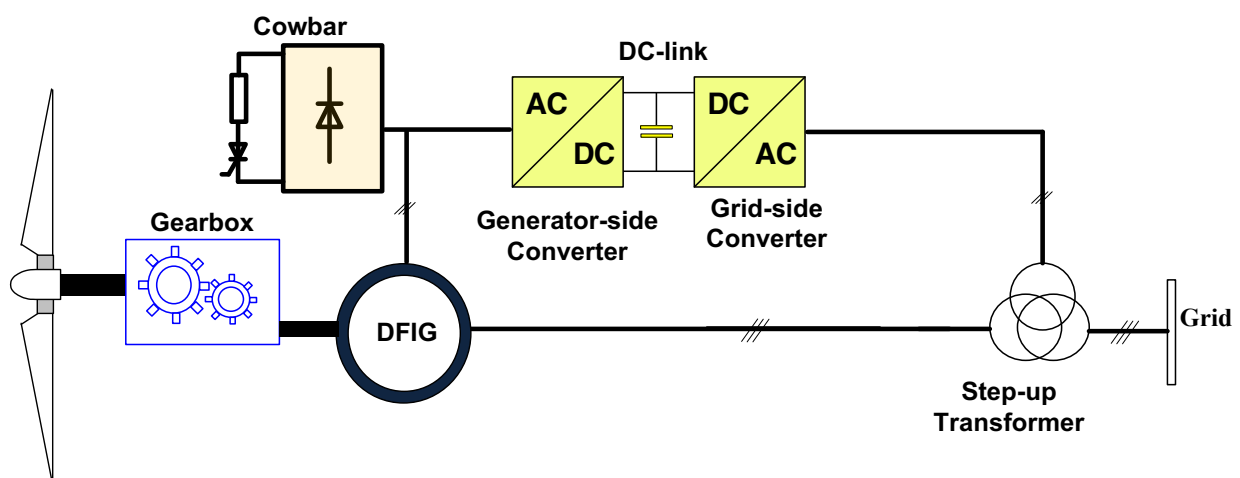 Cowbar
DC-link
AC
DC
DC
AC
Generator-side
Converter
Grid-side
Converter
Gearbox
DFIG
Grid
Step-up
Transformer